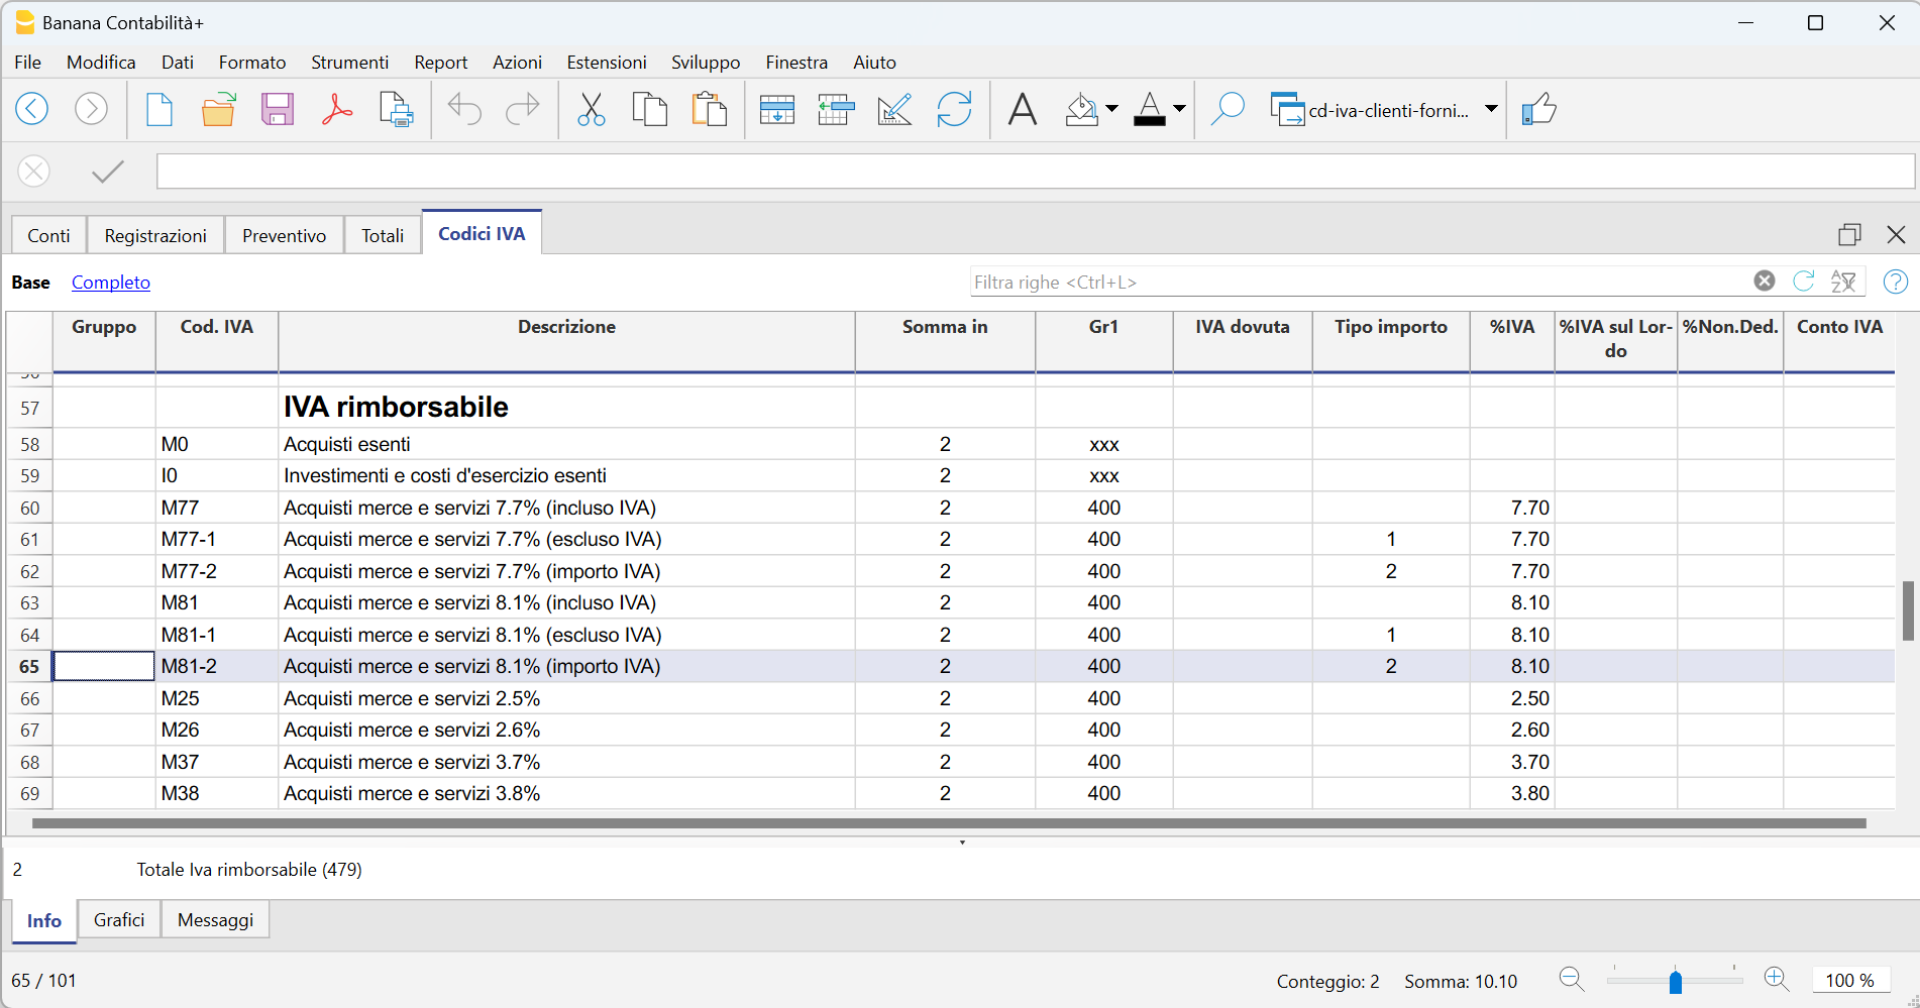 Banana Contabilità+
File Modifica Dati Formato Strumenti Report Azioni Estensioni Sviluppo Finestra Aiuto
cd-iva-clienti-forni...
Conti Registrazioni Preventivo Totali Codici IVA
Base Completo Filtra righe <Ctrl+L>
Gruppo Cod. IVA Descrizione Somma in Gr1 IVA dovuta Tipo importo %IVA %IVA sul Lor- %Non.Ded. Conto IVA
do
57 IVA rimborsabile
58 M0 Acquisti esenti 2 xxx
59 I0 Investimenti e costi d'esercizio esenti 2 xxx
60 M77 Acquisti merce e servizi 7.7% (incluso IVA) 2 400 7.70
61 M77-1 Acquisti merce e servizi 7.7% (escluso IVA) 2 400 1 7.70
62 M77-2 Acquisti merce e servizi 7.7% (importo IVA) 2 400 2 7.70
63 M81 Acquisti merce e servizi 8.1% (incluso IVA) 2 400 8.10
64 M81-1 Acquisti merce e servizi 8.1% (escluso IVA) 2 400 1 8.10
65 M81-2 Acquisti merce e servizi 8.1% (importo IVA) 2 400 2 8.10
66 M25 Acquisti merce e servizi 2.5% 2 400 2.50
67 M26 Acquisti merce e servizi 2.6% 2 400 2.60
68 M37 Acquisti merce e servizi 3.7% 2 400 3.70
69 M38 Acquisti merce e servizi 3.8% 2 400 3.80
2 Totale Iva rimborsabile (479)
Info Grafici Messaggi
65 / 101 Conteggio: 2 Somma: 10.10 100 %